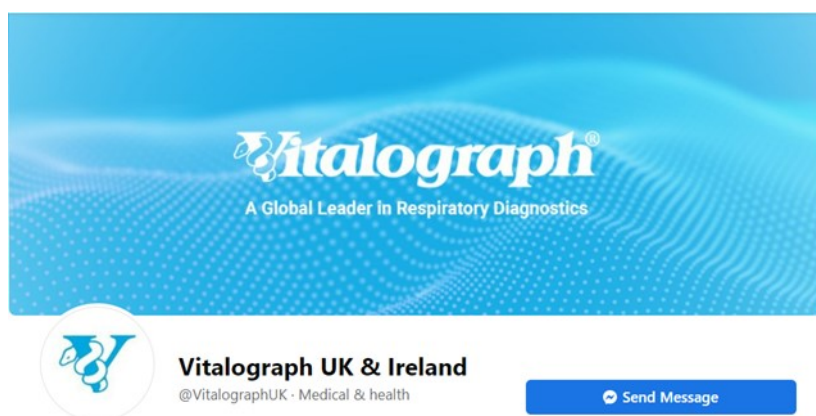 Vitalograph®
A Global Leader in Respiratory Diagnostics
Vitalograph UK & Ireland
@VitalographUK · Medical & health
Send Message